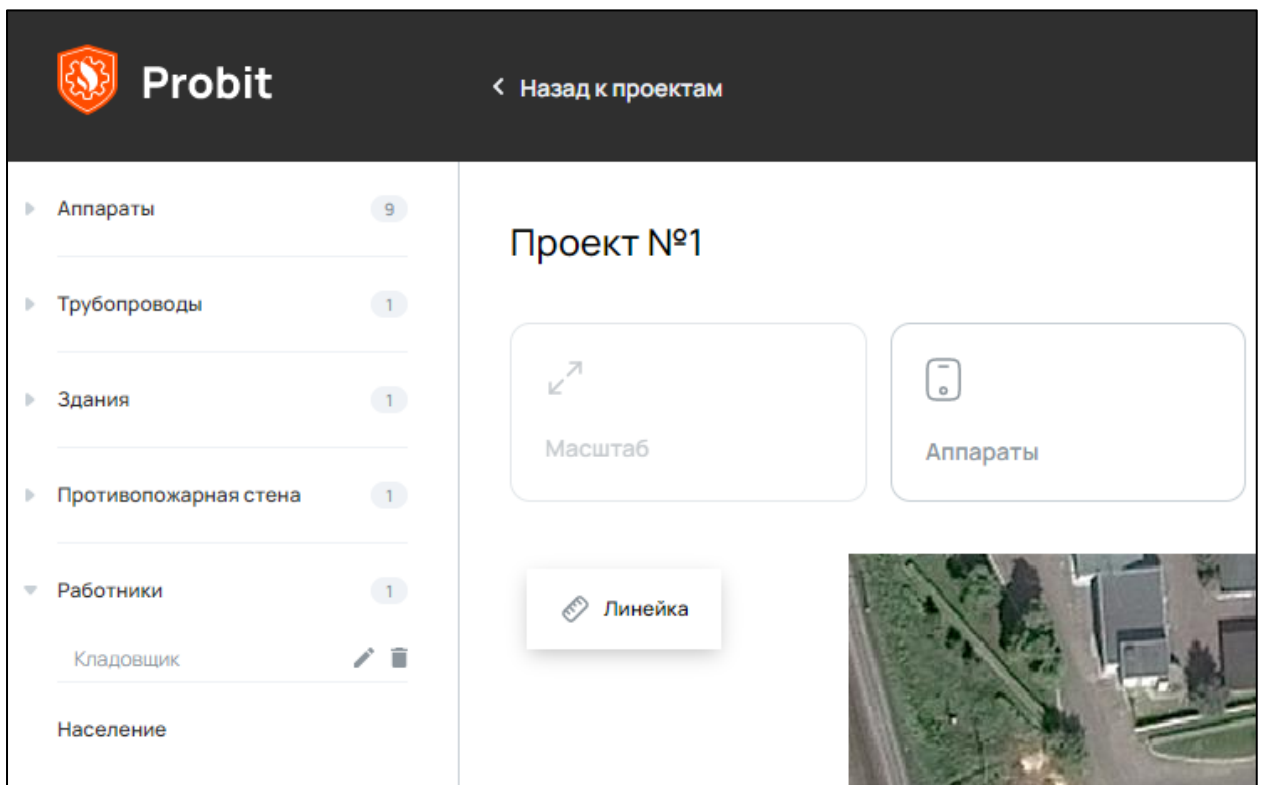 Probit
Назад к проектам
Аппараты 9
Трубопроводы 1
Здания 1
Противопожарная стена 1
Работники 1
Кладовщик
Население
Проект №1
Масштаб
Аппараты
Линейка